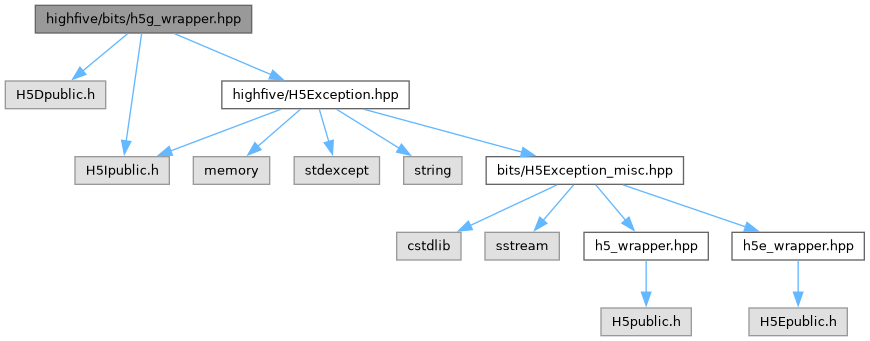 highfive/bits/h5g_wrapper.hpp
H5Dpublic.h
highfive/H5Exception.hpp
H5Ipublic.h
memory
stdexcept
string
bits/H5Exception_misc.hpp
cstdlib
sstream
h5_wrapper.hpp
h5e_wrapper.hpp
H5public.h
H5Epublic.h